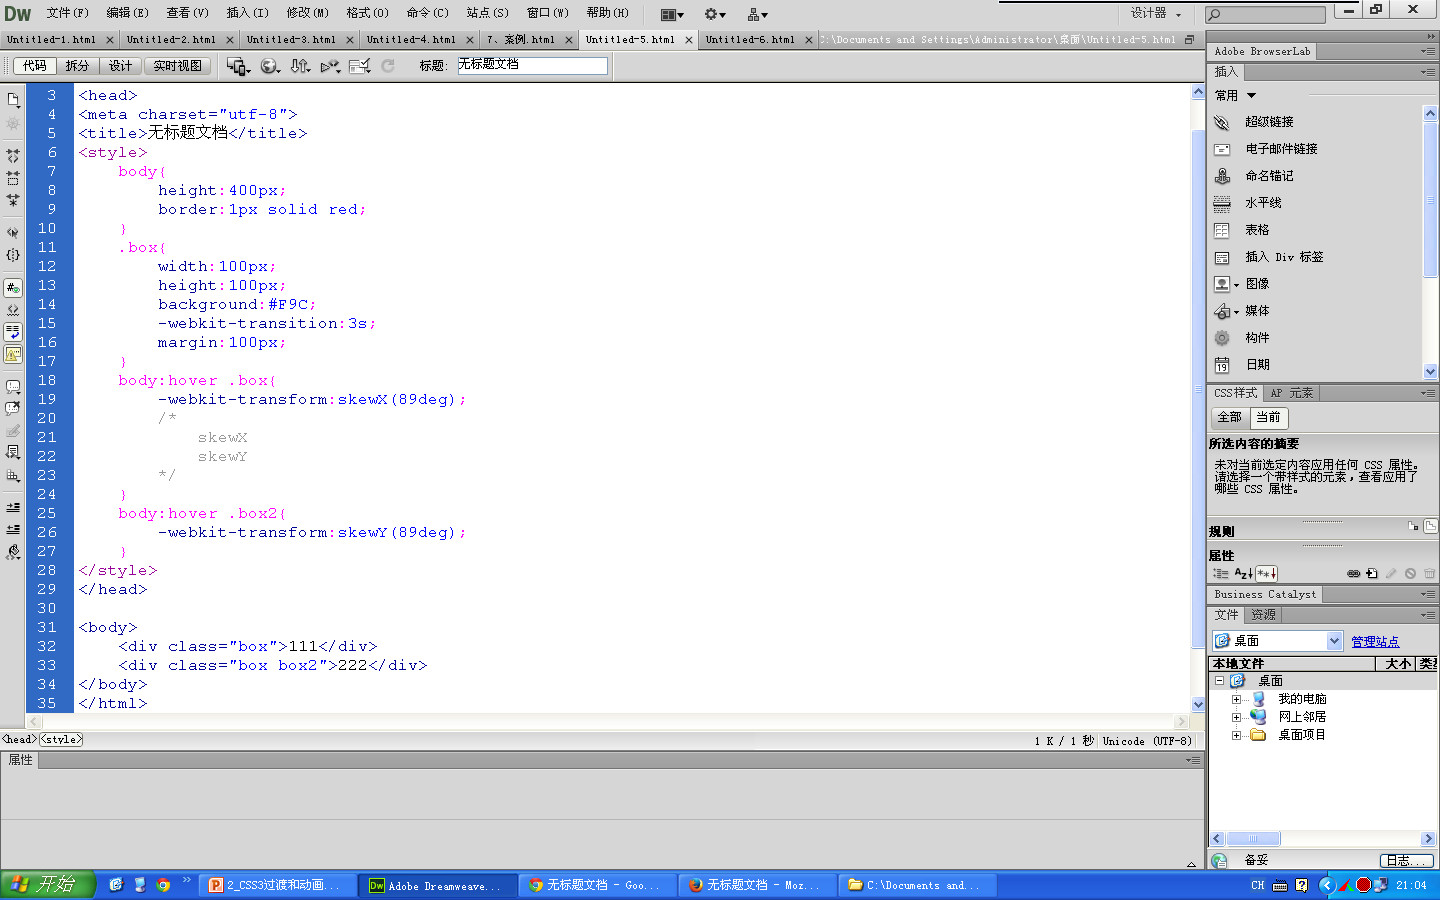 Dw 文件(F) 编辑(E) 查看(V) 插入(I) 修改(M) 格式(O) 命令(C) 站点(S) 窗口(W) 帮助(H) 设计器
Untitled-1.html Untitled-2.html Untitled-3.html Untitled-4.html 7、案例.html Untitled-5.html Untitled-6.html C:\Documents and Settings\Administrator\桌面\Untitled-5.html
代码 拆分 设计 实时视图 标题: 无标题文档
3 <head>
4 <meta charset="utf-8">
5 <title>无标题文档</title>
6 <style>
7 body{
8 height:400px;
9 border:1px solid red;
10 }
11 .box{
12 width:100px;
13 height:100px;
14 background:#F9C;
15 -webkit-transition:3s;
16 margin:100px;
17 }
18 body:hover .box{
19 -webkit-transform:skewX(89deg);
20 /*
21 skewX
22 skewY
23 */
24 }
25 body:hover .box2{
26 -webkit-transform:skewY(89deg);
27 }
28 </style>
29 </head>
30
31 <body>
32 <div class="box">111</div>
33 <div class="box box2">222</div>
34 </body>
35 </html>
<head> <style> 1 K / 1 秒 Unicode (UTF-8)
属性
Adobe BrowserLab
插入
常用
超级链接
电子邮件链接
命名锚记
水平线
表格
插入 Div 标签
图像
媒体
构件
19 日期
CSS样式 AP 元素
全部 当前
所选内容的摘要
未对当前选定内容应用任何 CSS 属性。
请选择一个带样式的元素，查看应用了
哪些 CSS 属性。
规则
属性
Business Catalyst
文件 资源
桌面 管理站点
本地文件 大小 类型
桌面
我的电脑
网上邻居
桌面项目
备妥 日志...
开始 2_CSS3过渡和动画... Adobe Dreamweave... 无标题文档 - Goo... 无标题文档 - Moz... C:\Documents and... CH 21:04